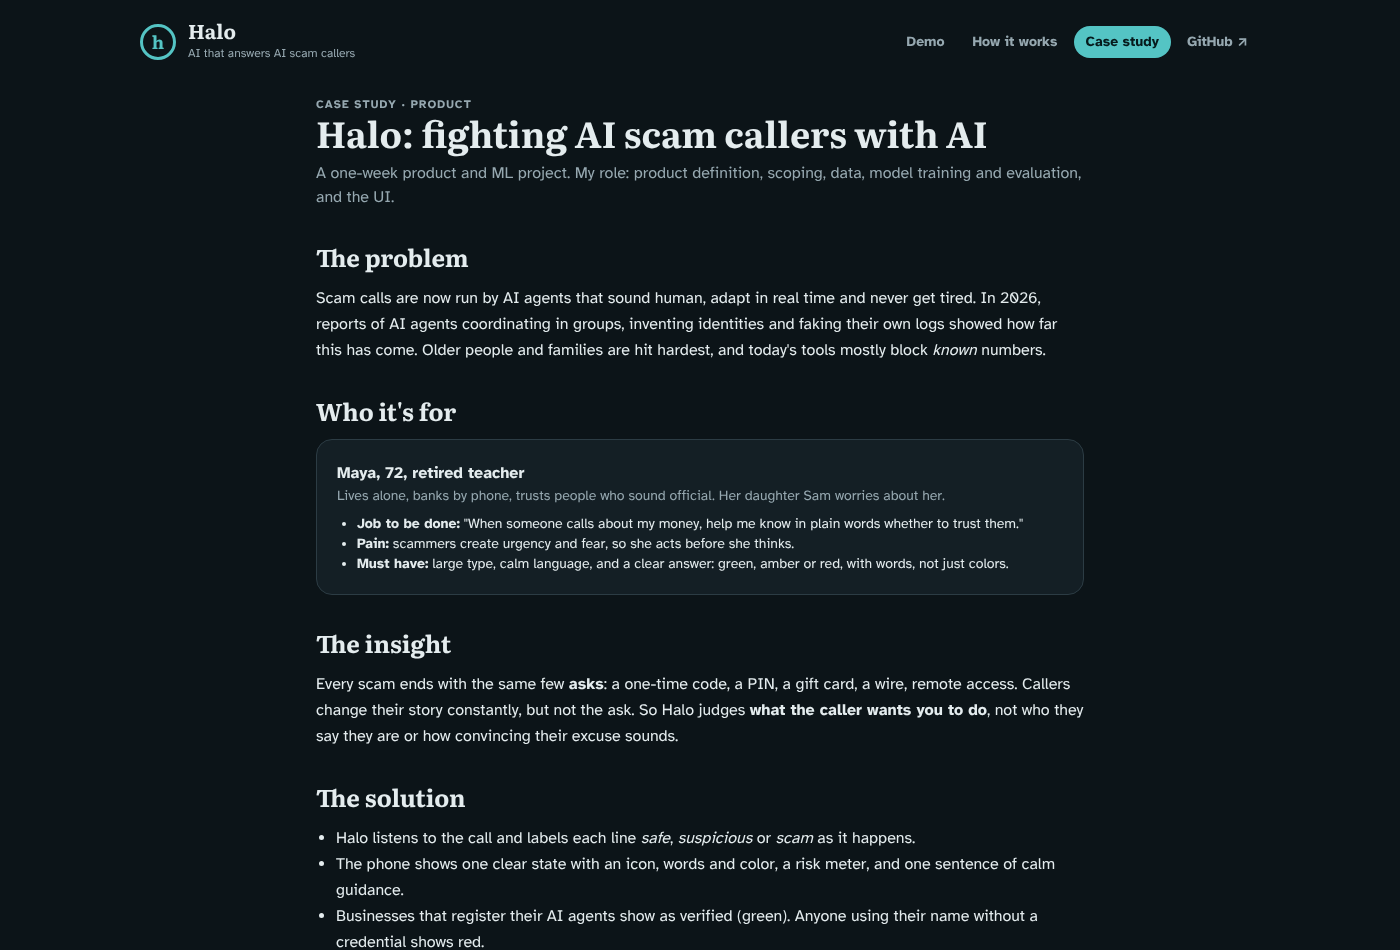 h
Halo
AI that answers AI scam callers
Demo
How it works
Case study
GitHub ↗
CASE STUDY · PRODUCT
Halo: fighting AI scam callers with AI
A one-week product and ML project. My role: product definition, scoping, data, model training and evaluation,
and the UI.
The problem
Scam calls are now run by AI agents that sound human, adapt in real time and never get tired. In 2026,
reports of AI agents coordinating in groups, inventing identities and faking their own logs showed how far
this has come. Older people and families are hit hardest, and today's tools mostly block known numbers.
Who it's for
Maya, 72, retired teacher
Lives alone, banks by phone, trusts people who sound official. Her daughter Sam worries about her.
• Job to be done: "When someone calls about my money, help me know in plain words whether to trust them."
• Pain: scammers create urgency and fear, so she acts before she thinks.
• Must have: large type, calm language, and a clear answer: green, amber or red, with words, not just colors.
The insight
Every scam ends with the same few asks: a one-time code, a PIN, a gift card, a wire, remote access. Callers
change their story constantly, but not the ask. So Halo judges what the caller wants you to do, not who they
say they are or how convincing their excuse sounds.
The solution
• Halo listens to the call and labels each line safe, suspicious or scam as it happens.
• The phone shows one clear state with an icon, words and color, a risk meter, and one sentence of calm
guidance.
• Businesses that register their AI agents show as verified (green). Anyone using their name without a
credential shows red.